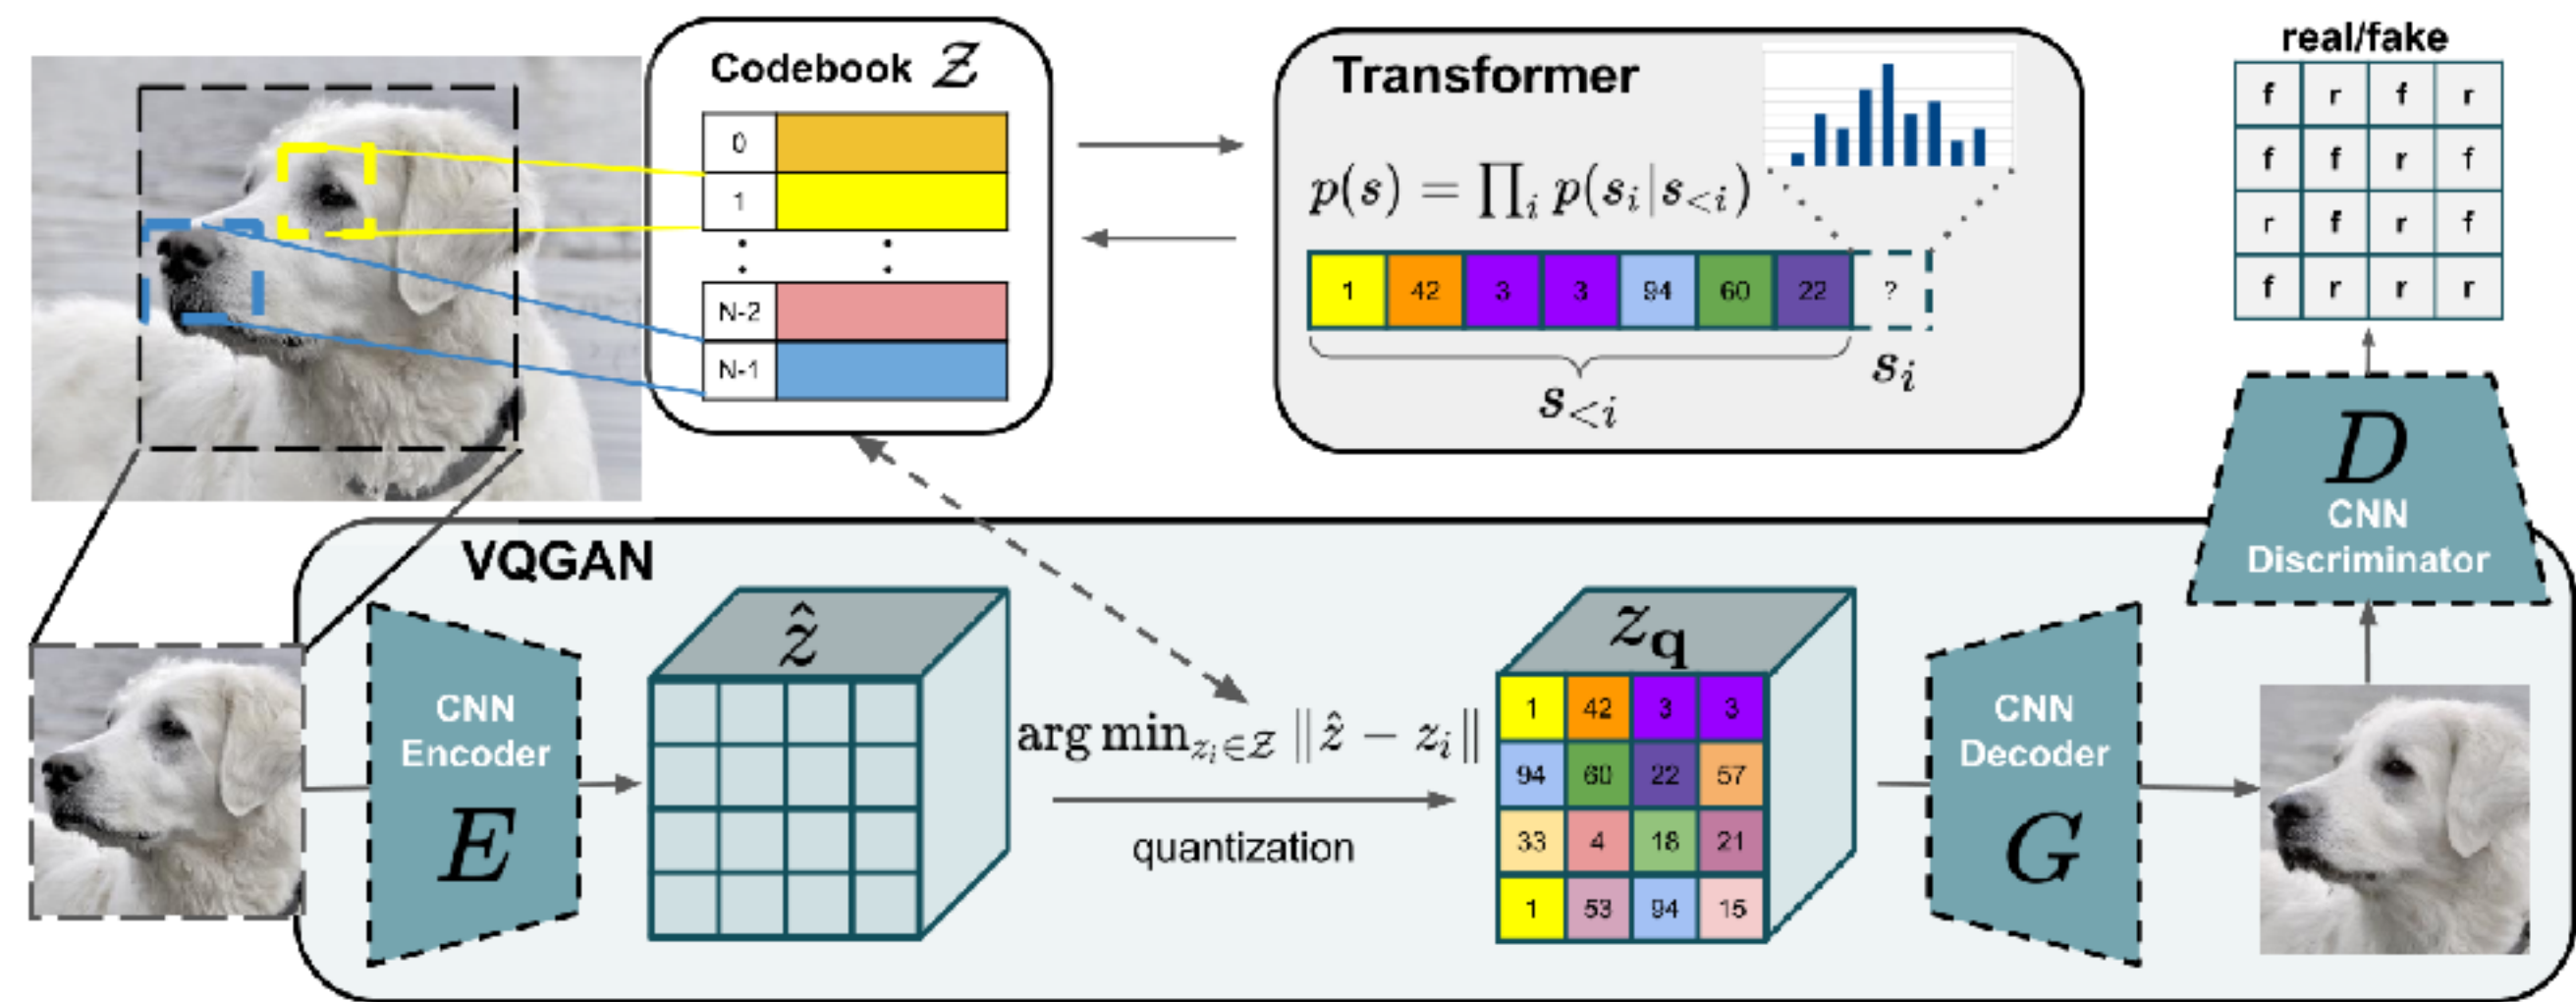 Codebook 𝒵
0
1
N-2
N-1
Transformer
p(s) = ∏ᵢ p(sᵢ|s<ᵢ)
1 42 3 3 94 60 22 ?
s<ᵢ
sᵢ
real/fake
f r f r
f f r f
r f r f
f r r r
D
CNN
Discriminator
VQGAN
CNN
Encoder
E
ẑ
arg min_{zᵢ∈𝒵} ‖ẑ − zᵢ‖
quantization
z_q
1 42 3 3
94 60 22 57
33 4 18 21
1 53 94 15
CNN
Decoder
G